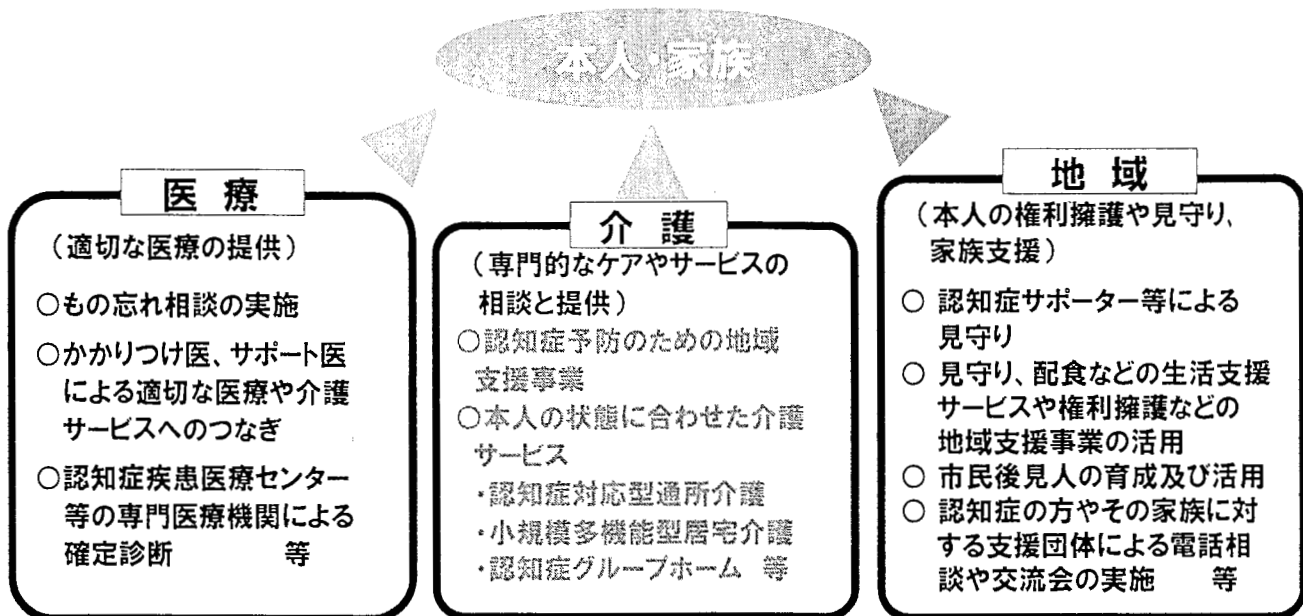 本人・家族
医療
（適切な医療の提供）
○もの忘れ相談の実施
○かかりつけ医、サポート医
による適切な医療や介護
サービスへのつなぎ
○認知症疾患医療センター
等の専門医療機関による
確定診断 等
介護
（専門的なケアやサービスの
相談と提供）
○認知症予防のための地域
支援事業
○本人の状態に合わせた介護
サービス
・認知症対応型通所介護
・小規模多機能型居宅介護
・認知症グループホーム 等
地域
（本人の権利擁護や見守り、
家族支援）
○ 認知症サポーター等による
見守り
○ 見守り、配食などの生活支援
サービスや権利擁護などの
地域支援事業の活用
○ 市民後見人の育成及び活用
○ 認知症の方やその家族に対
する支援団体による電話相
談や交流会の実施 等